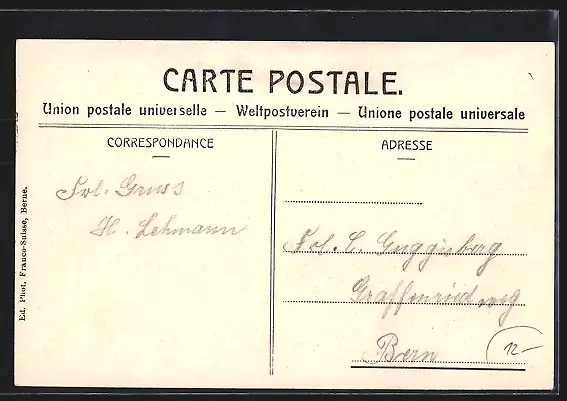 CARTE POSTALE.
Union postale universelle — Weltpostverein — Unione postale universale
CORRESPONDANCE
ADRESSE
Frl. Gruss
H. Lehmann
Frl. L. Guggisberg
Graffenriedweg
Bern
12-
Ed. Phot. Franco-Suisse, Berne.